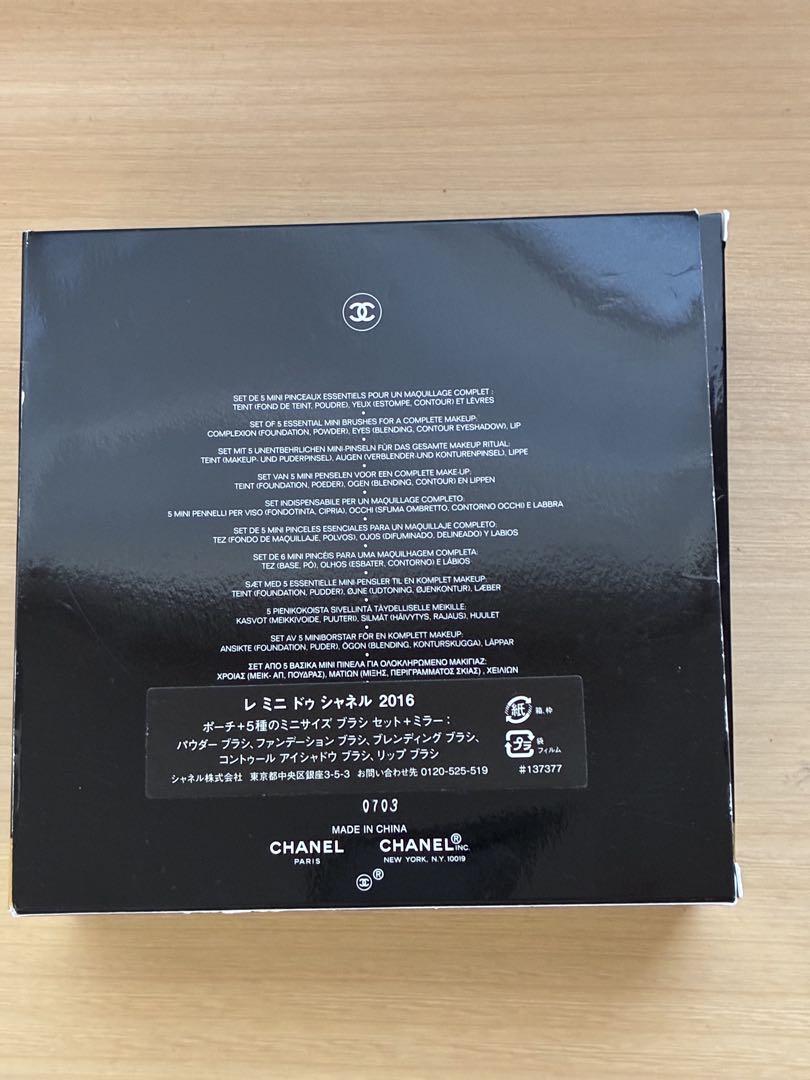 SET DE 5 MINI PINCEAUX ESSENTIELS POUR UN MAQUILLAGE COMPLET :
TEINT (FOND DE TEINT, POUDRE), YEUX (ESTOMPE, CONTOUR) ET LÈVRES
SET OF 5 ESSENTIAL MINI BRUSHES FOR A COMPLETE MAKEUP:
COMPLEXION (FOUNDATION, POWDER), EYES (BLENDING, CONTOUR EYESHADOW), LIP
SET MIT 5 UNENTBEHRLICHEN MINI-PINSELN FÜR DAS GESAMTE MAKEUP RITUAL:
TEINT (MAKEUP- UND PUDERPINSEL), AUGEN (VERBLENDER-UND KONTURENPINSEL), LIPPE
SET VAN 5 MINI PENSELEN VOOR EEN COMPLETE MAKE-UP:
TEINT (FOUNDATION, POEDER), OGEN (BLENDING, CONTOUR) EN LIPPEN
SET INDISPENSABILE PER UN MAQUILLAGE COMPLETO:
5 MINI PENNELLI PER VISO (FONDOTINTA, CIPRIA), OCCHI (SFUMA OMBRETTO, CONTORNO OCCHI) E LABBRA
SET DE 5 MINI PINCELES ESENCIALES PARA UN MAQUILLAJE COMPLETO:
TEZ (FONDO DE MAQUILLAJE, POLVOS), OJOS (DIFUMINADO, DELINEADO) Y LABIOS
SET DE 6 MINI PINCÉIS PARA UMA MAQUILHAGEM COMPLETA:
TEZ (BASE, PÓ), OLHOS (ESBATER, CONTORNO) E LÁBIOS
SÆT MED 5 ESSENTIELLE MINI-PENSLER TIL EN KOMPLET MAKEUP:
TEINT (FOUNDATION, PUDDER), ØJNE (UDTONING, ØJENKONTUR), LÆBER
5 PIENIKOKOISTA SIVELLINTÄ TÄYDELLISELLE MEIKILLE:
KASVOT (MEIKKIVOIDE, PUUTERI), SILMÄT (HÄIVYTYS, RAJAUS), HUULET
SET AV 5 MINIBORSTAR FÖR EN KOMPLETT MAKEUP:
ANSIKTE (FOUNDATION, PUDER), ÖGON (BLENDING, KONTURSKUGGA), LÄPPAR
ΣΕΤ ΑΠΟ 5 ΒΑΣΙΚΑ ΜΙΝΙ ΠΙΝΕΛΑ ΓΙΑ ΟΛΟΚΛΗΡΩΜΕΝΟ ΜΑΚΙΓΙΑΖ:
ΧΡΟΙΑΣ (ΜΕΙΚ- ΑΠ, ΠΟΥΔΡΑΣ), ΜΑΤΙΩΝ (ΜΙΞΗΣ, ΠΕΡΙΓΡΑΜΜΑΤΟΣ ΣΚΙΑΣ) , ΧΕΙΛΙΩΝ
レ ミニ ドゥ シャネル 2016
ポーチ+5種のミニサイズ ブラシ セット+ミラー:
パウダー ブラシ、ファンデーション ブラシ、ブレンディング ブラシ、
コントゥール アイシャドウ ブラシ、リップ ブラシ
シャネル株式会社 東京都中央区銀座3-5-3 お問い合わせ先 0120-525-519
紙 箱、枠
プラ 袋 フィルム
#137377
0703
MADE IN CHINA
CHANEL CHANEL® INC.
PARIS NEW YORK, N.Y. 10019
®